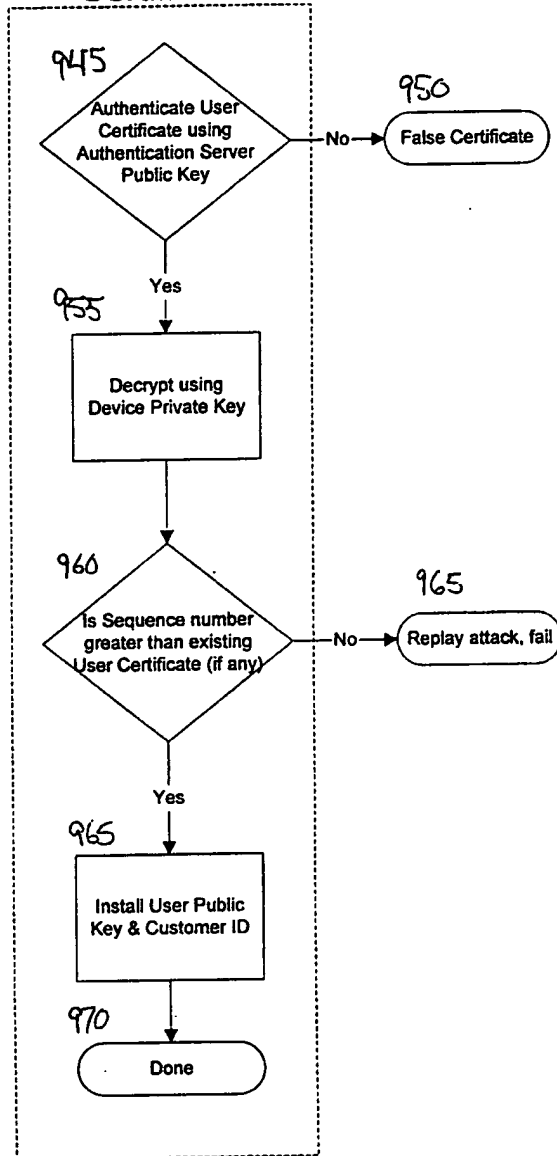 945
Authenticate User
Certificate using
Authentication Server
Public Key
No
950
False Certificate
Yes
955
Decrypt using
Device Private Key
960
Is Sequence number
greater than existing
User Certificate (if any)
No
965
Replay attack, fail
Yes
965
Install User Public
Key & Customer ID
970
Done